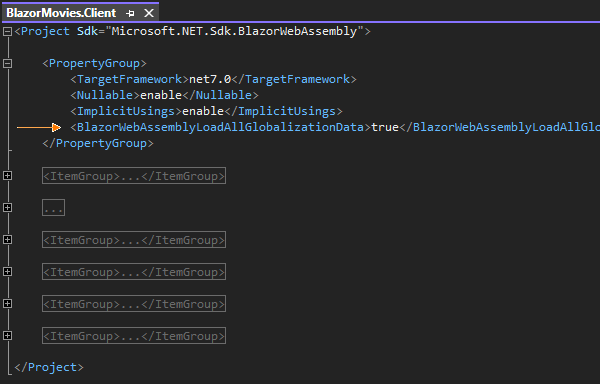 BlazorMovies.Client
<Project Sdk="Microsoft.NET.Sdk.BlazorWebAssembly">
<PropertyGroup>
<TargetFramework>net7.0</TargetFramework>
<Nullable>enable</Nullable>
<ImplicitUsings>enable</ImplicitUsings>
<BlazorWebAssemblyLoadAllGlobalizationData>true</BlazorWebAssemblyLoadAllGlo
</PropertyGroup>
<ItemGroup>...</ItemGroup>
...
<ItemGroup>...</ItemGroup>
<ItemGroup>...</ItemGroup>
<ItemGroup>...</ItemGroup>
<ItemGroup>...</ItemGroup>
</Project>